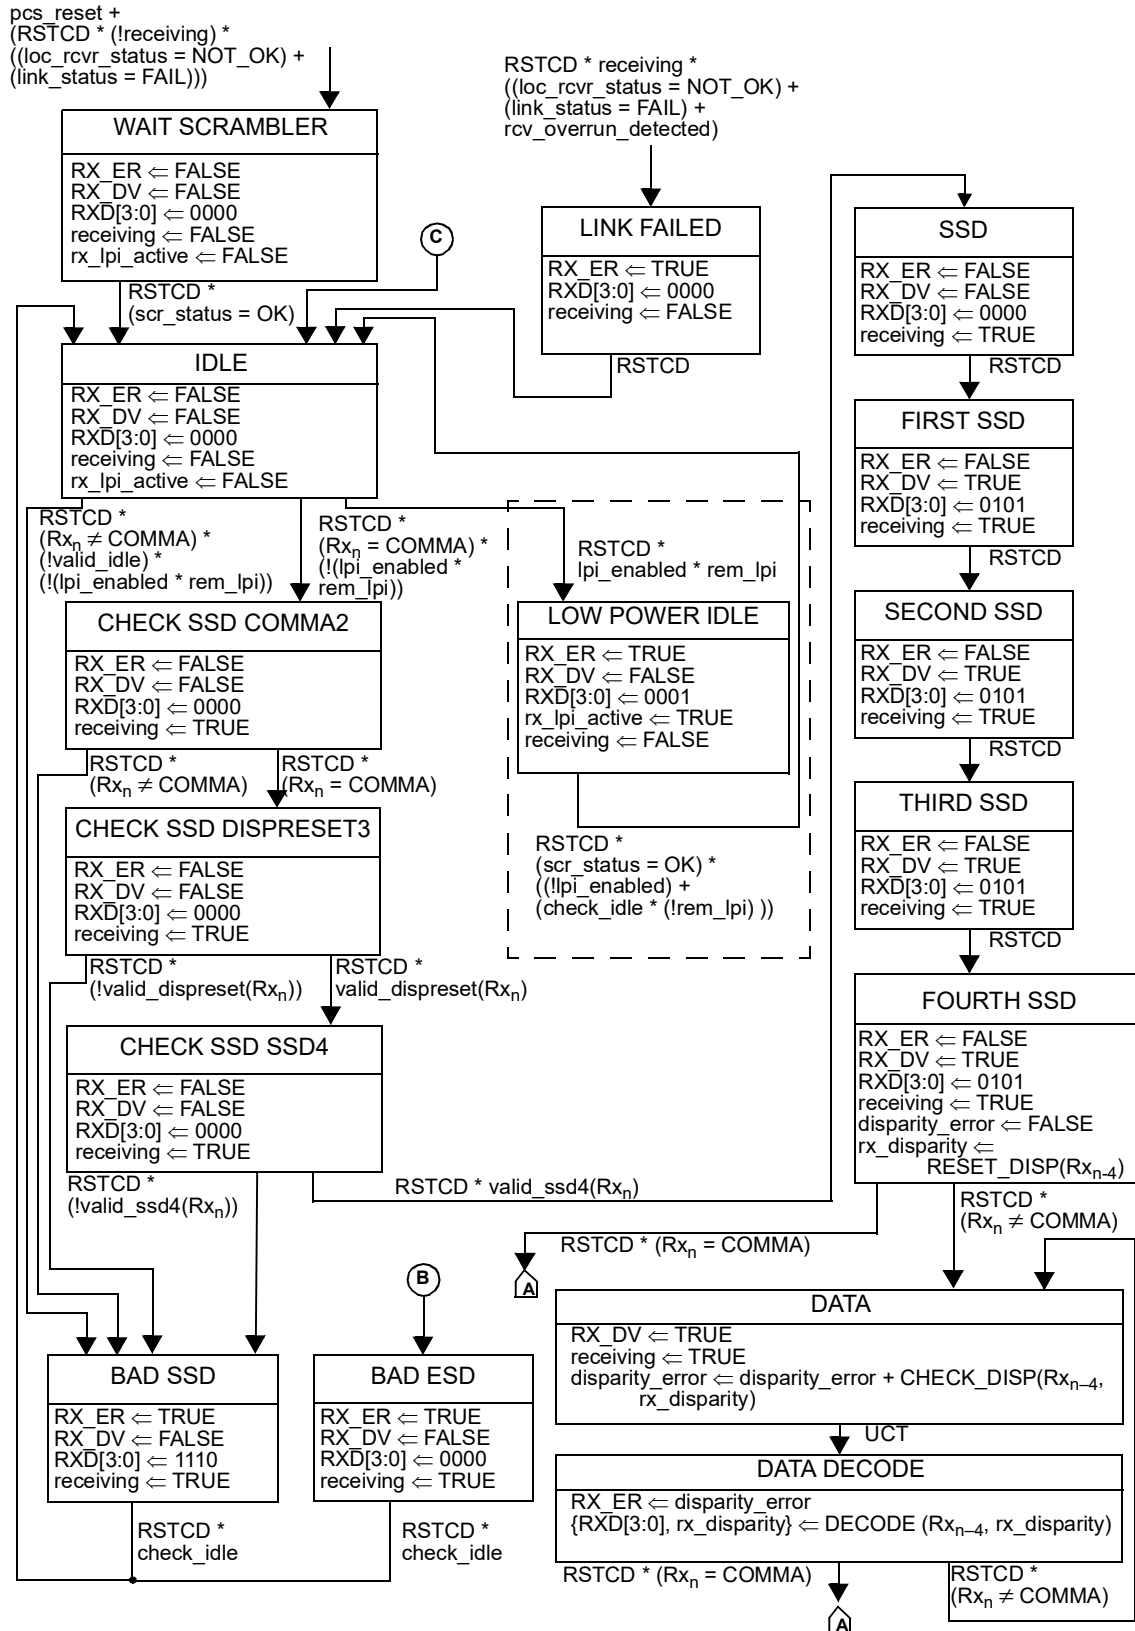 pcs_reset +
(RSTCD * (!receiving) *
((loc_rcvr_status = NOT_OK) +
(link_status = FAIL)))
WAIT SCRAMBLER
RX_ER ⇐ FALSE
RX_DV ⇐ FALSE
RXD[3:0] ⇐ 0000
receiving ⇐ FALSE
rx_lpi_active ⇐ FALSE
RSTCD *
(scr_status = OK)
C
RSTCD * receiving *
((loc_rcvr_status = NOT_OK) +
(link_status = FAIL) +
rcv_overrun_detected)
LINK FAILED
RX_ER ⇐ TRUE
RXD[3:0] ⇐ 0000
receiving ⇐ FALSE
RSTCD
IDLE
RX_ER ⇐ FALSE
RX_DV ⇐ FALSE
RXD[3:0] ⇐ 0000
receiving ⇐ FALSE
rx_lpi_active ⇐ FALSE
RSTCD *
(Rxn ≠ COMMA) *
(!valid_idle) *
(!(lpi_enabled * rem_lpi))
RSTCD *
(Rxn = COMMA) *
(!(lpi_enabled *
rem_lpi))
RSTCD *
lpi_enabled * rem_lpi
LOW POWER IDLE
RX_ER ⇐ TRUE
RX_DV ⇐ FALSE
RXD[3:0] ⇐ 0001
rx_lpi_active ⇐ TRUE
receiving ⇐ FALSE
RSTCD *
(scr_status = OK) *
((!lpi_enabled) +
(check_idle * (!rem_lpi) ))
CHECK SSD COMMA2
RX_ER ⇐ FALSE
RX_DV ⇐ FALSE
RXD[3:0] ⇐ 0000
receiving ⇐ TRUE
RSTCD *
(Rxn ≠ COMMA)
RSTCD *
(Rxn = COMMA)
CHECK SSD DISPRESET3
RX_ER ⇐ FALSE
RX_DV ⇐ FALSE
RXD[3:0] ⇐ 0000
receiving ⇐ TRUE
RSTCD *
(!valid_dispreset(Rxn))
RSTCD *
valid_dispreset(Rxn)
CHECK SSD SSD4
RX_ER ⇐ FALSE
RX_DV ⇐ FALSE
RXD[3:0] ⇐ 0000
receiving ⇐ TRUE
RSTCD *
(!valid_ssd4(Rxn))
RSTCD * valid_ssd4(Rxn)
BAD SSD
RX_ER ⇐ TRUE
RX_DV ⇐ FALSE
RXD[3:0] ⇐ 1110
receiving ⇐ TRUE
RSTCD *
check_idle
B
BAD ESD
RX_ER ⇐ TRUE
RX_DV ⇐ FALSE
RXD[3:0] ⇐ 0000
receiving ⇐ TRUE
RSTCD *
check_idle
SSD
RX_ER ⇐ FALSE
RX_DV ⇐ FALSE
RXD[3:0] ⇐ 0000
receiving ⇐ TRUE
RSTCD
FIRST SSD
RX_ER ⇐ FALSE
RX_DV ⇐ TRUE
RXD[3:0] ⇐ 0101
receiving ⇐ TRUE
RSTCD
SECOND SSD
RX_ER ⇐ FALSE
RX_DV ⇐ TRUE
RXD[3:0] ⇐ 0101
receiving ⇐ TRUE
RSTCD
THIRD SSD
RX_ER ⇐ FALSE
RX_DV ⇐ TRUE
RXD[3:0] ⇐ 0101
receiving ⇐ TRUE
RSTCD
FOURTH SSD
RX_ER ⇐ FALSE
RX_DV ⇐ TRUE
RXD[3:0] ⇐ 0101
receiving ⇐ TRUE
disparity_error ⇐ FALSE
rx_disparity ⇐
RESET_DISP(Rxn-4)
RSTCD * (Rxn = COMMA)
A
RSTCD *
(Rxn ≠ COMMA)
DATA
RX_DV ⇐ TRUE
receiving ⇐ TRUE
disparity_error ⇐ disparity_error + CHECK_DISP(Rxn–4,
rx_disparity)
UCT
DATA DECODE
RX_ER ⇐ disparity_error
{RXD[3:0], rx_disparity} ⇐ DECODE (Rxn–4, rx_disparity)
RSTCD * (Rxn = COMMA)
A
RSTCD *
(Rxn ≠ COMMA)